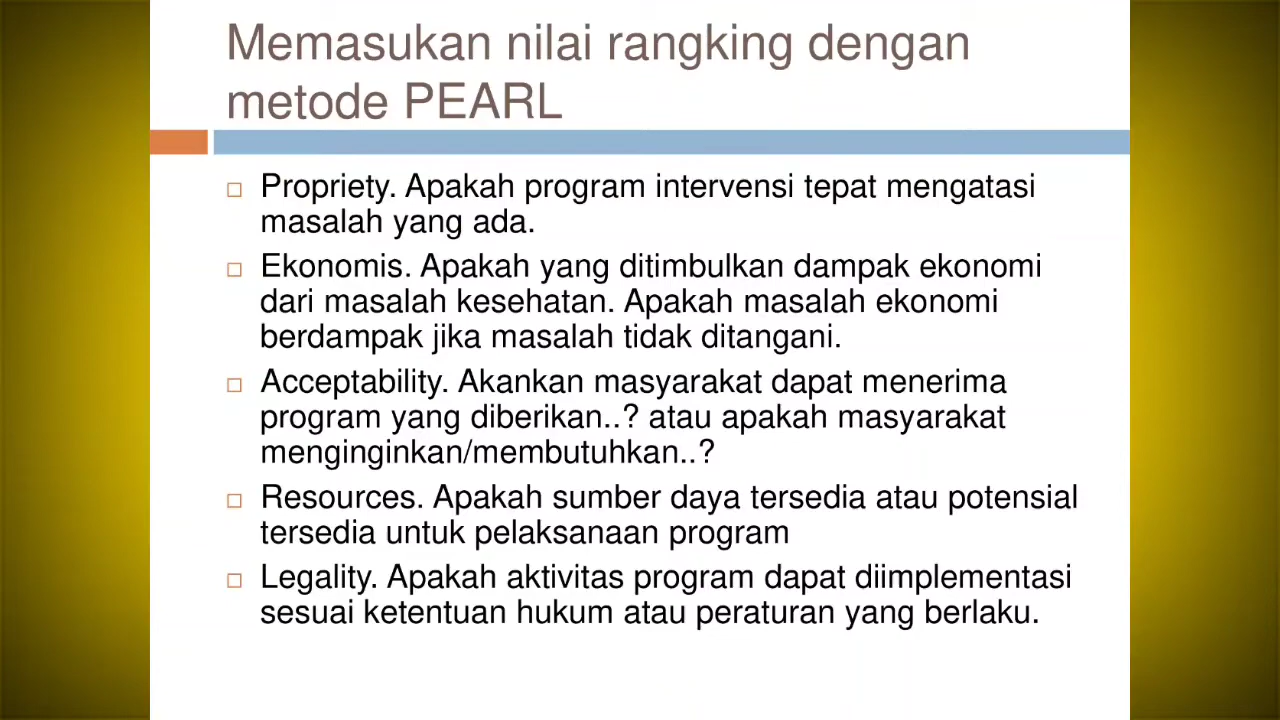 Memasukan nilai rangking dengan
metode PEARL
Propriety. Apakah program intervensi tepat mengatasi
masalah yang ada.
Ekonomis. Apakah yang ditimbulkan dampak ekonomi
dari masalah kesehatan. Apakah masalah ekonomi
berdampak jika masalah tidak ditangani.
Acceptability. Akankan masyarakat dapat menerima
program yang diberikan..? atau apakah masyarakat
menginginkan/membutuhkan..?
Resources. Apakah sumber daya tersedia atau potensial
tersedia untuk pelaksanaan program
Legality. Apakah aktivitas program dapat diimplementasi
sesuai ketentuan hukum atau peraturan yang berlaku.